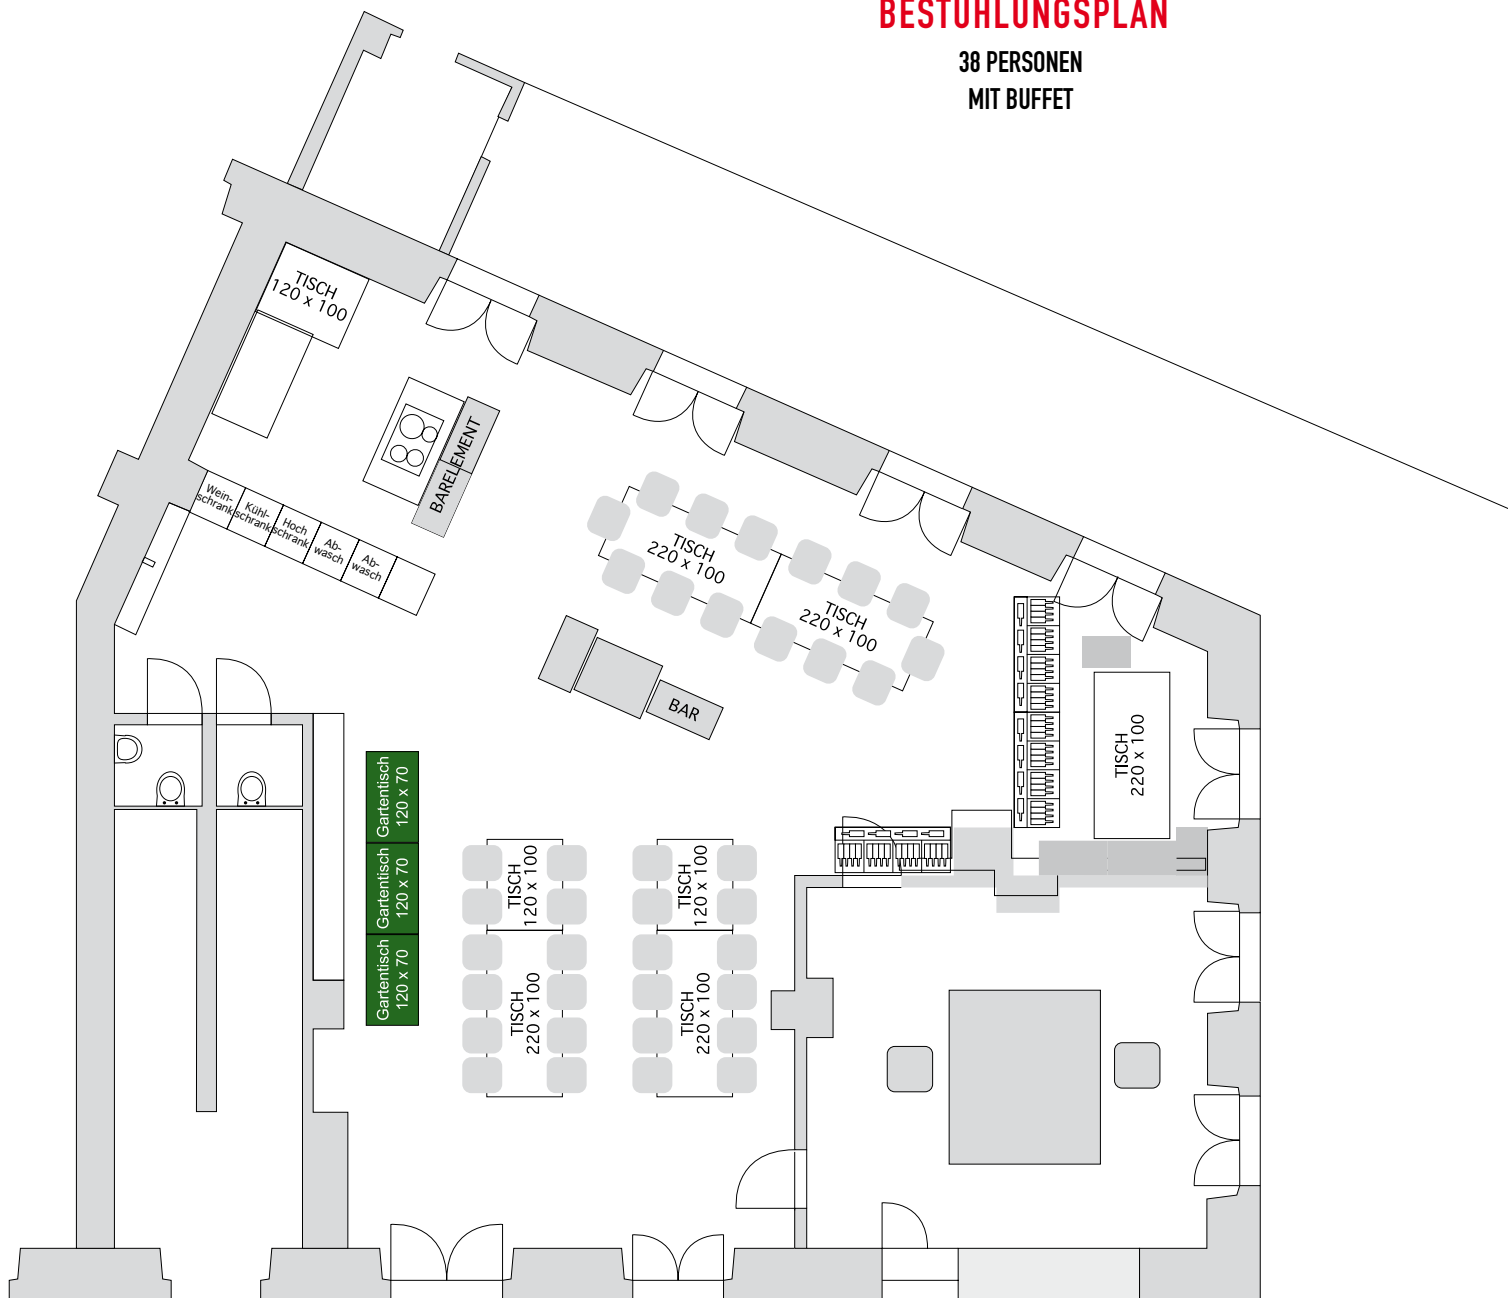 BESTUHLUNGSPLAN
38 PERSONEN
MIT BUFFET
TISCH
120 x 100
BARELEMENT
Wein-
schrank
Kühl-
schrank
Hoch
schrank
Ab-
wasch
Ab-
wasch
TISCH
220 x 100
TISCH
220 x 100
BAR
TISCH
220 x 100
Gartentisch
120 x 70
Gartentisch
120 x 70
Gartentisch
120 x 70
TISCH
120 x 100
TISCH
120 x 100
TISCH
220 x 100
TISCH
220 x 100